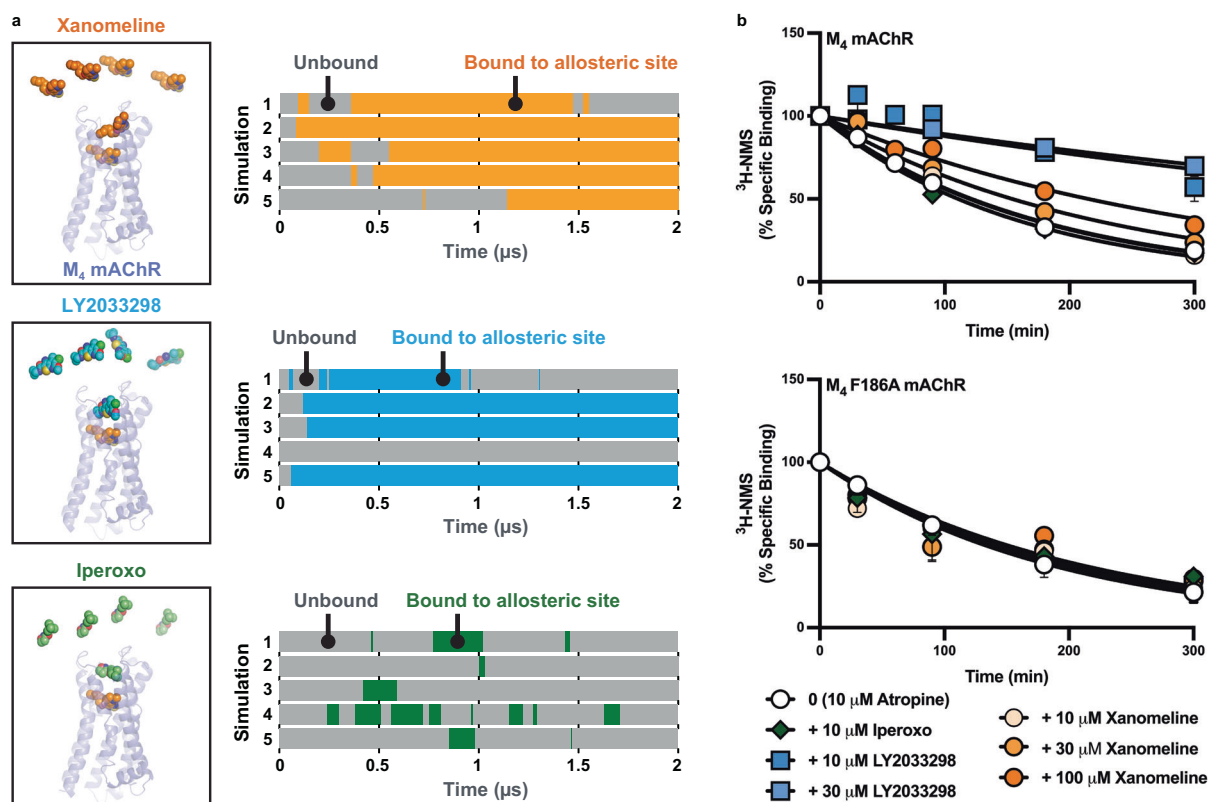 a
Xanomeline
M₄ mAChR
Unbound
Bound to allosteric site
Simulation
1
2
3
4
5
0
0.5
1
1.5
2
Time (µs)
LY2033298
Unbound
Bound to allosteric site
Simulation
1
2
3
4
5
0
0.5
1
1.5
2
Time (µs)
Iperoxo
Unbound
Bound to allosteric site
Simulation
1
2
3
4
5
0
0.5
1
1.5
2
Time (µs)
b
M₄ mAChR
³H-NMS
(% Specific Binding)
150
100
50
0
0
100
200
300
Time (min)
M₄ F186A mAChR
³H-NMS
(% Specific Binding)
150
100
50
0
0
100
200
300
Time (min)
0 (10 µM Atropine)
+ 10 µM Iperoxo
+ 10 µM LY2033298
+ 30 µM LY2033298
+ 10 µM Xanomeline
+ 30 µM Xanomeline
+ 100 µM Xanomeline